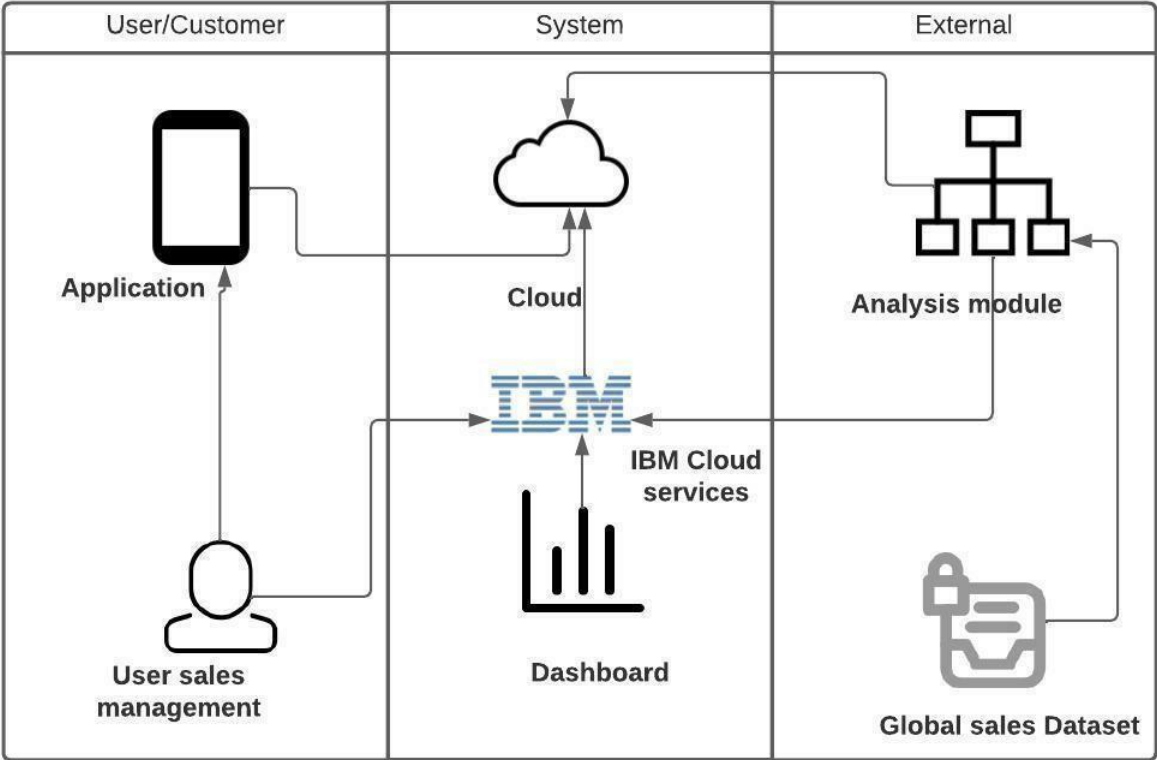 User/Customer
System
External
Application
Cloud
Analysis module
IBM
IBM Cloud
services
User sales
management
Dashboard
Global sales Dataset